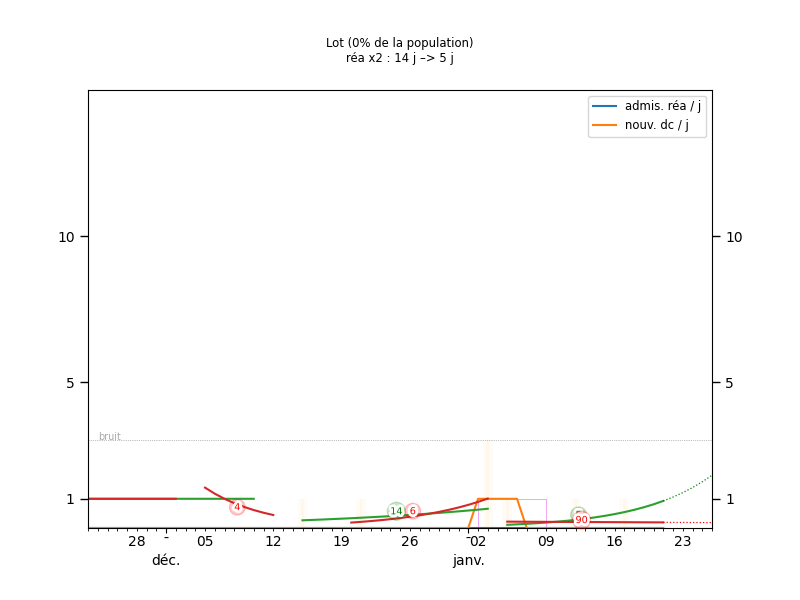 Lot (0% de la population)
réa x2 : 14 j –> 5 j
admis. réa / j
nouv. dc / j
10
10
5
5
bruit
1
1
4
14
6
90
28
05
12
19
26
02
09
16
23
déc.
janv.